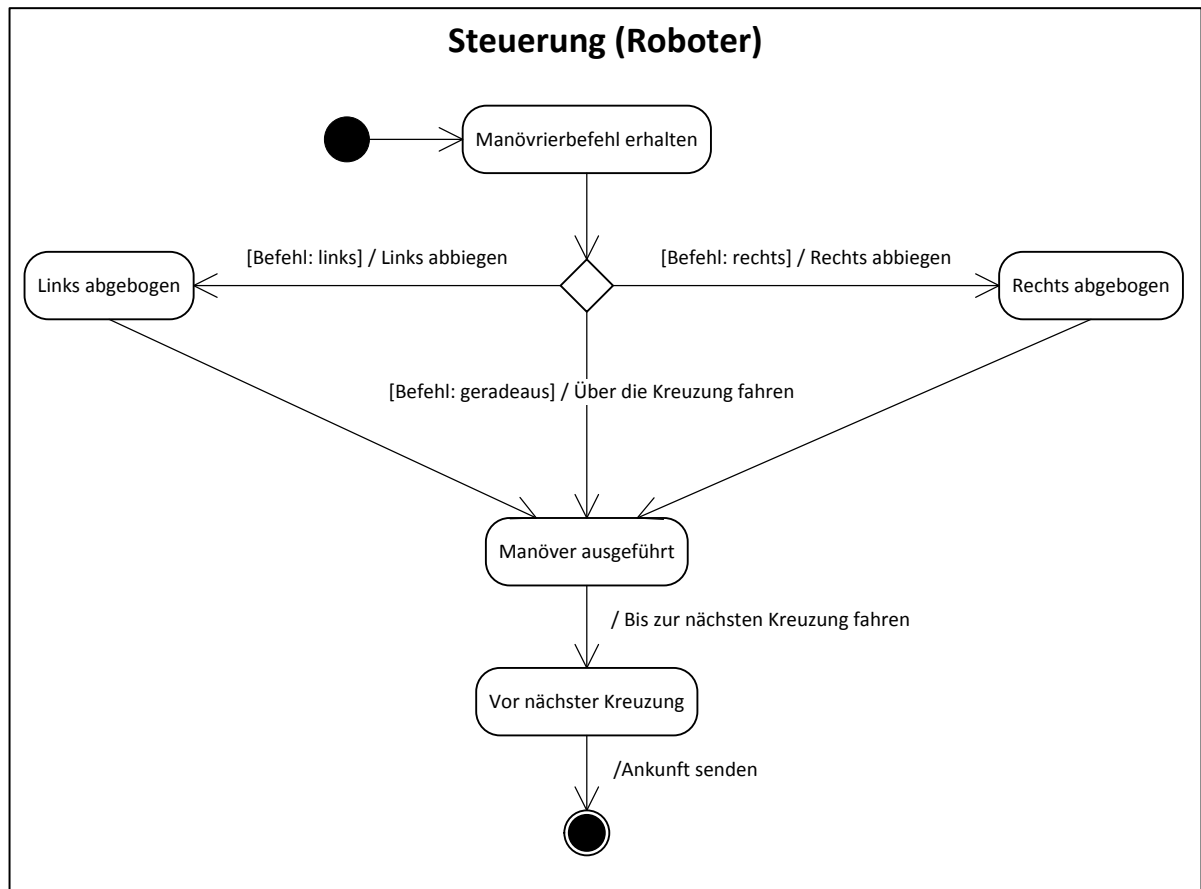 Steuerung (Roboter)
Manövrierbefehl erhalten
[Befehl: links] / Links abbiegen
[Befehl: rechts] / Rechts abbiegen
Links abgebogen
Rechts abgebogen
[Befehl: geradeaus] / Über die Kreuzung fahren
Manöver ausgeführt
/ Bis zur nächsten Kreuzung fahren
Vor nächster Kreuzung
/Ankunft senden